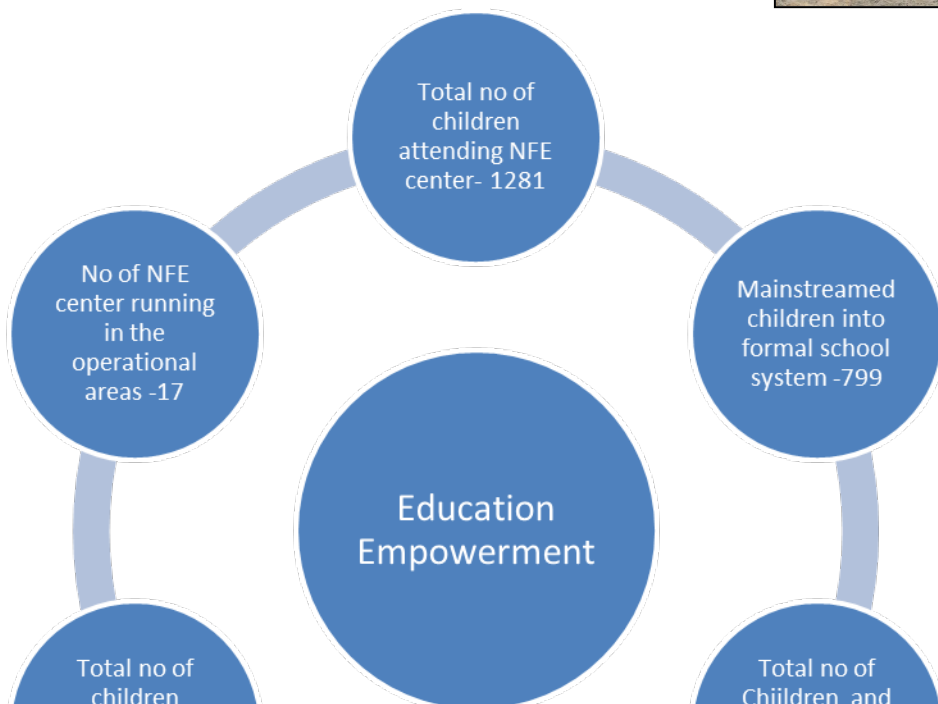 Total no of
children
attending NFE
center- 1281
No of NFE
center running
in the
operational
areas -17
Mainstreamed
children into
formal school
system -799
Education
Empowerment
Total no of
children
Total no of
Chiildren and